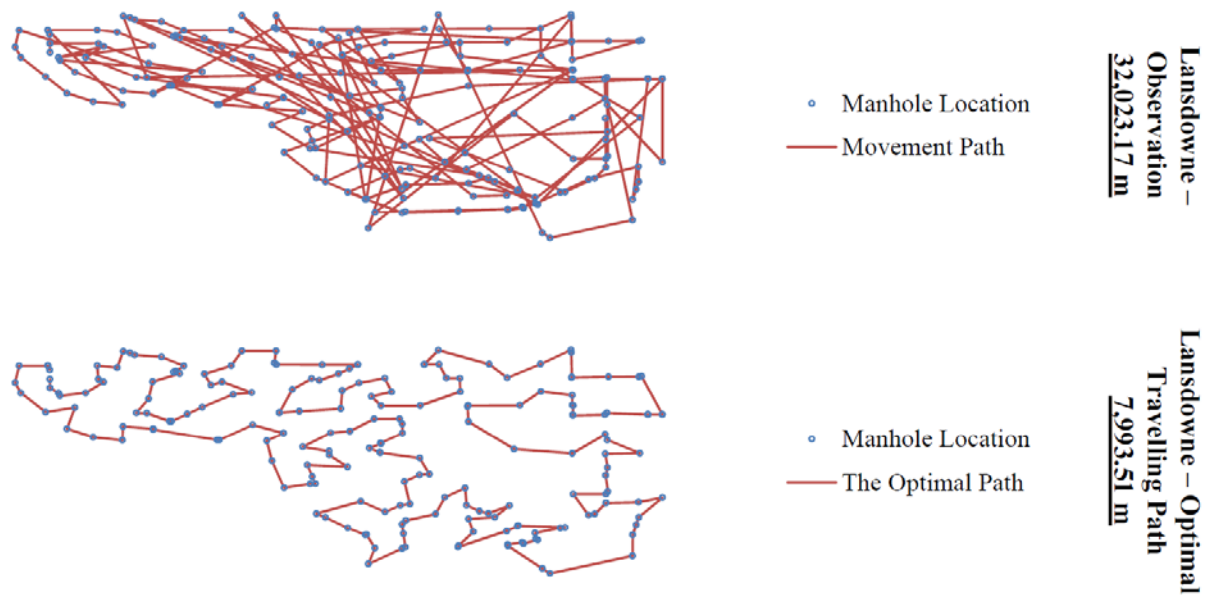 Manhole Location
Movement Path
Lansdowne –
Observation
32,023.17 m
Manhole Location
The Optimal Path
Lansdowne – Optimal
Travelling Path
7,993.51 m